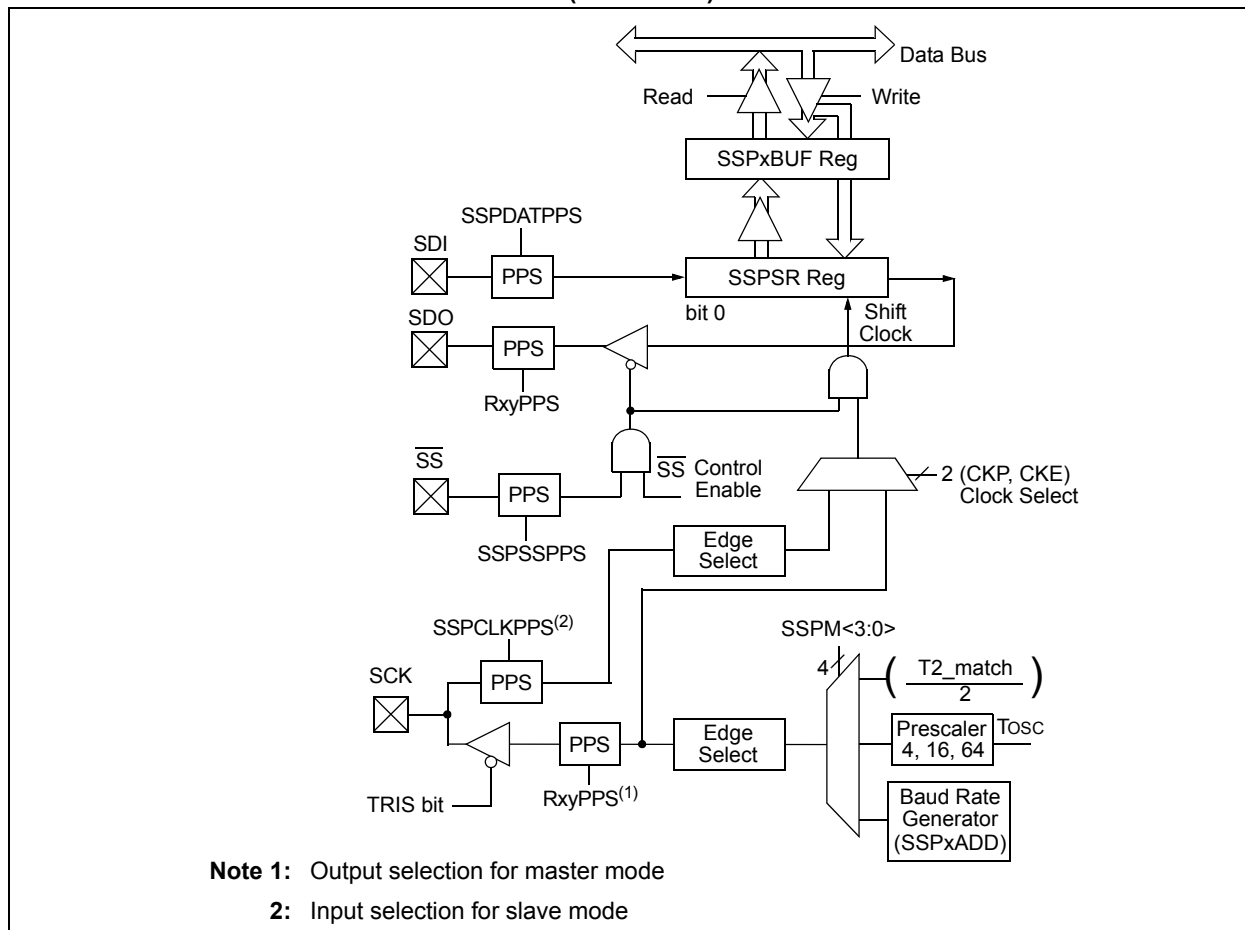 Data Bus
Read
Write
SSPxBUF Reg
SSPDATPPS
SDI
PPS
SSPSR Reg
bit 0
Shift
Clock
SDO
PPS
RxyPPS
SS
PPS
SS Control
Enable
2 (CKP, CKE)
Clock Select
SSPSSPPS
Edge
Select
SSPCLKPPS(2)
SSPM<3:0>
4
( T2_match
2 )
SCK
PPS
PPS
Edge
Select
Prescaler
4, 16, 64
TOSC
TRIS bit
RxyPPS(1)
Baud Rate
Generator
(SSPxADD)
Note 1: Output selection for master mode
2: Input selection for slave mode